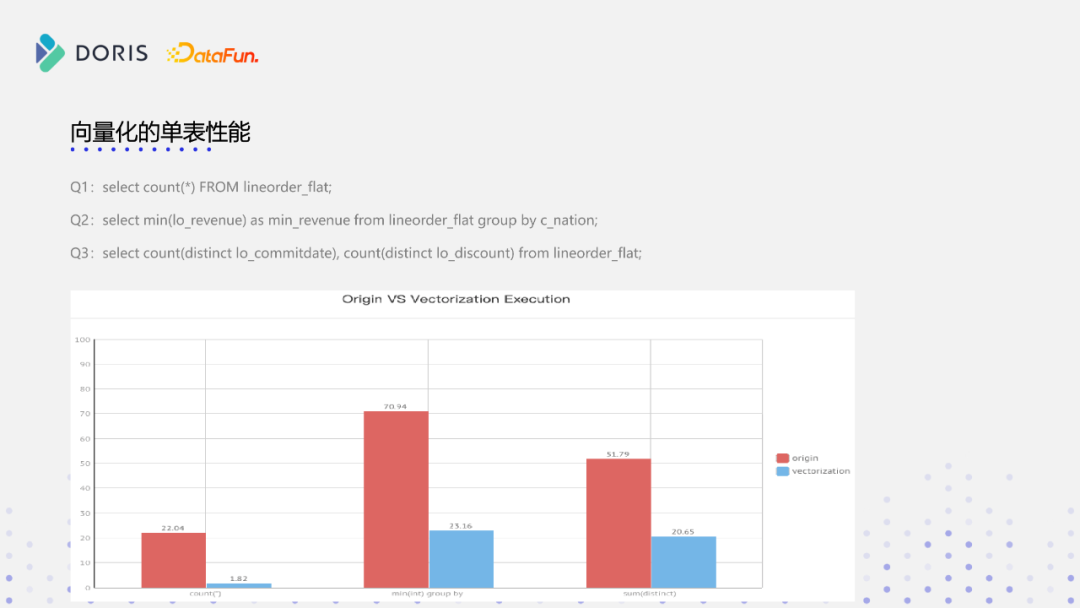 DORIS
DataFun.
向量化的单表性能
Q1：select count(*) FROM lineorder_flat;
Q2：select min(lo_revenue) as min_revenue from lineorder_flat group by c_nation;
Q3：select count(distinct lo_commitdate), count(distinct lo_discount) from lineorder_flat;
Origin VS Vectorization Execution
100
90
80
70
60
50
40
30
20
10
0
22.04
1.82
70.94
23.16
51.79
20.65
count(*)
min(int) group by
sum(distinct)
origin
vectorization